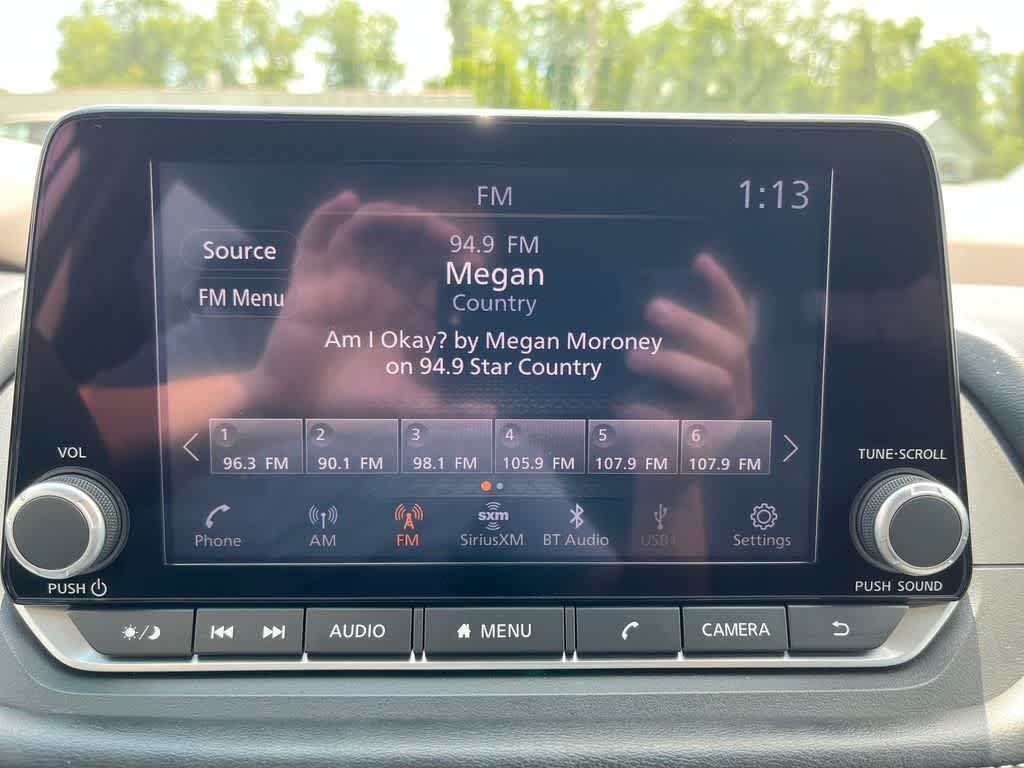 FM
1:13
Source
FM Menu
94.9 FM
Megan
Country
Am I Okay? by Megan Moroney
on 94.9 Star Country
1 2 3 4 5 6
96.3 FM 90.1 FM 98.1 FM 105.9 FM 107.9 FM 107.9 FM
VOL
TUNE·SCROLL
sxm
Phone AM FM SiriusXM BT Audio USB1 Settings
PUSH
PUSH SOUND
AUDIO MENU CAMERA